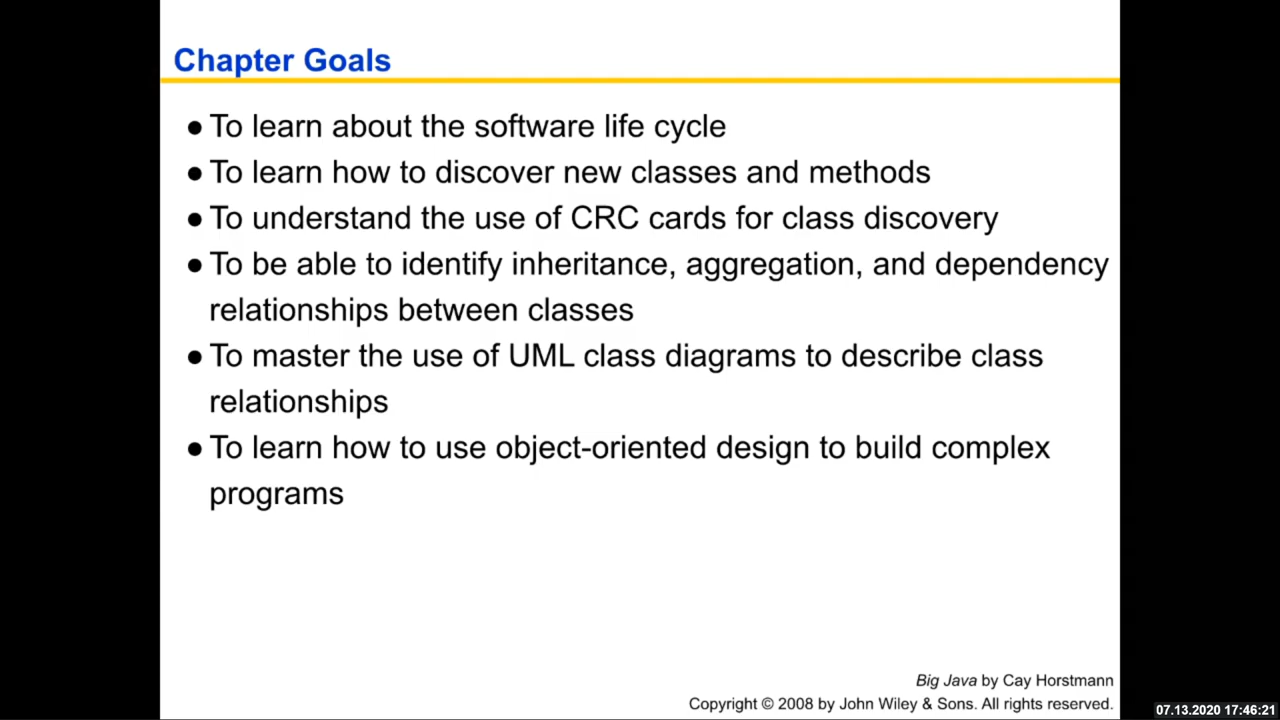 Chapter Goals
● To learn about the software life cycle
● To learn how to discover new classes and methods
● To understand the use of CRC cards for class discovery
● To be able to identify inheritance, aggregation, and dependency
relationships between classes
● To master the use of UML class diagrams to describe class
relationships
● To learn how to use object-oriented design to build complex
programs
Big Java by Cay Horstmann
Copyright © 2008 by John Wiley & Sons. All rights reserved.
07.13.2020 17:46:21